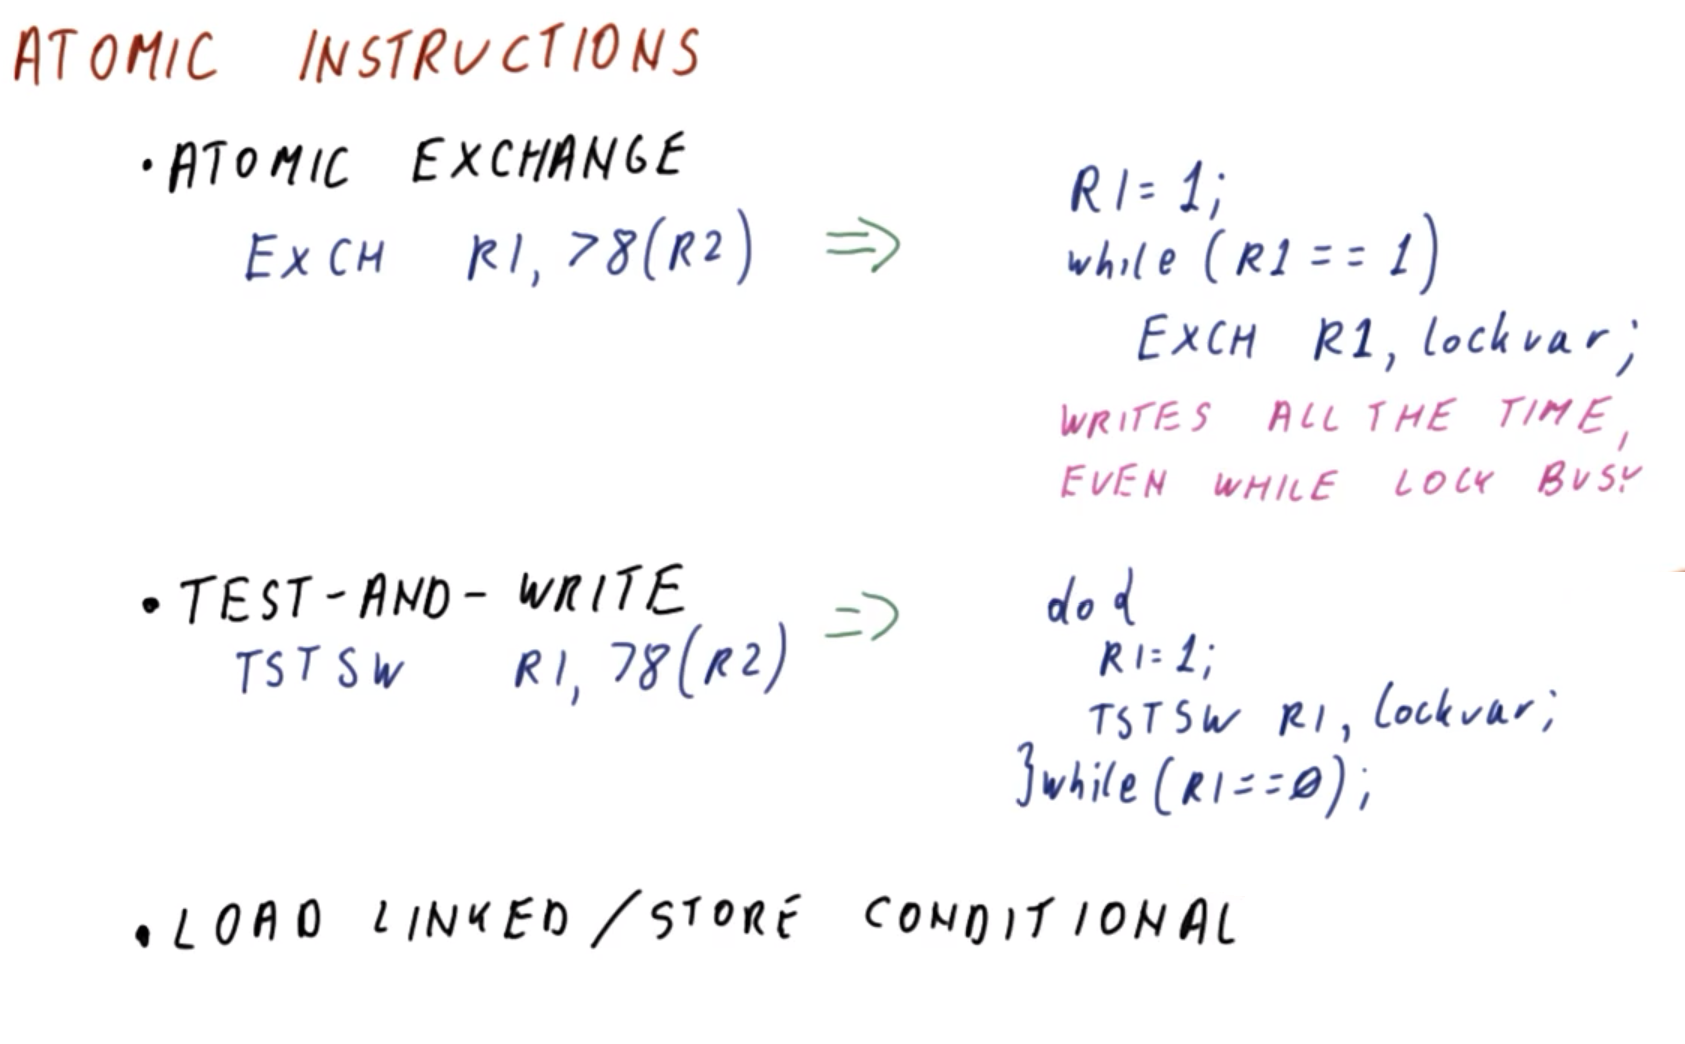 ATOMIC INSTRUCTIONS
• ATOMIC EXCHANGE
EXCH R1, 78(R2) ⇒
R1 = 1;
while (R1 == 1)
EXCH R1, lockvar;
WRITES ALL THE TIME,
EVEN WHILE LOCK BUSY
• TEST-AND-WRITE
TSTSW R1, 78(R2) ⇒
do {
R1 = 1;
TSTSW R1, lockvar;
} while (R1 == 0);
• LOAD LINKED/STORE CONDITIONAL